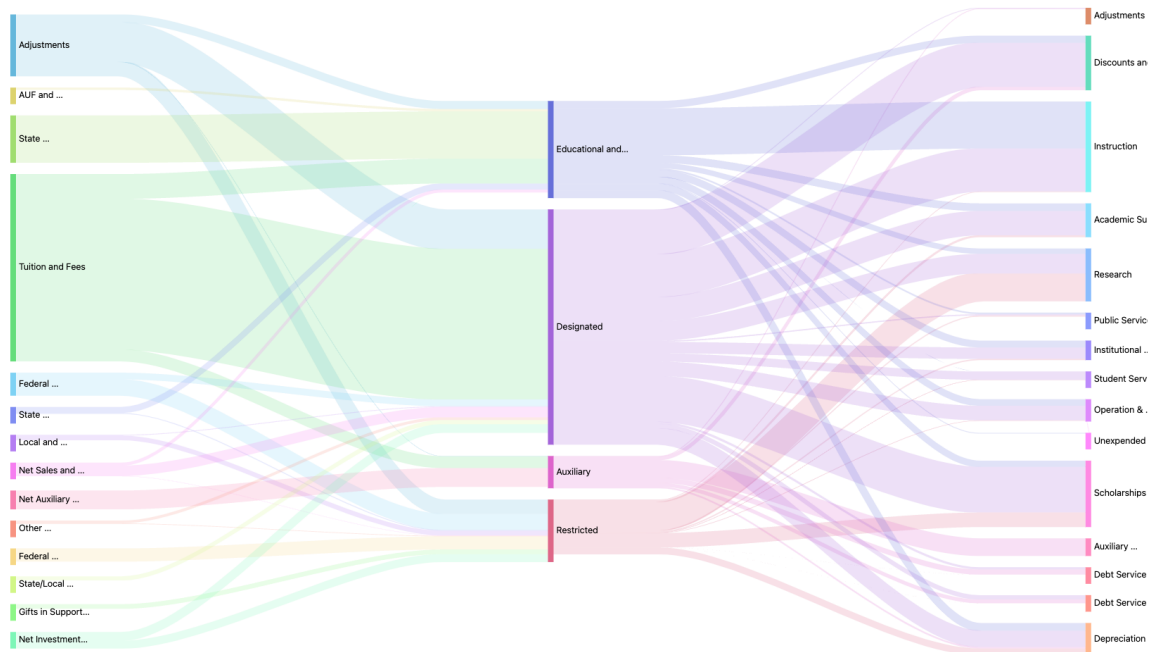 Adjustments
AUF and ...
State ...
Tuition and Fees
Federal ...
State ...
Local and ...
Net Sales and ...
Net Auxiliary ...
Other ...
Federal ...
State/Local ...
Gifts in Support...
Net Investment...
Educational and...
Designated
Auxiliary
Restricted
Adjustments
Discounts an
Instruction
Academic Su
Research
Public Servic
Institutional ..
Student Serv
Operation & .
Unexpended
Scholarships
Auxiliary ...
Debt Service
Debt Service
Depreciation